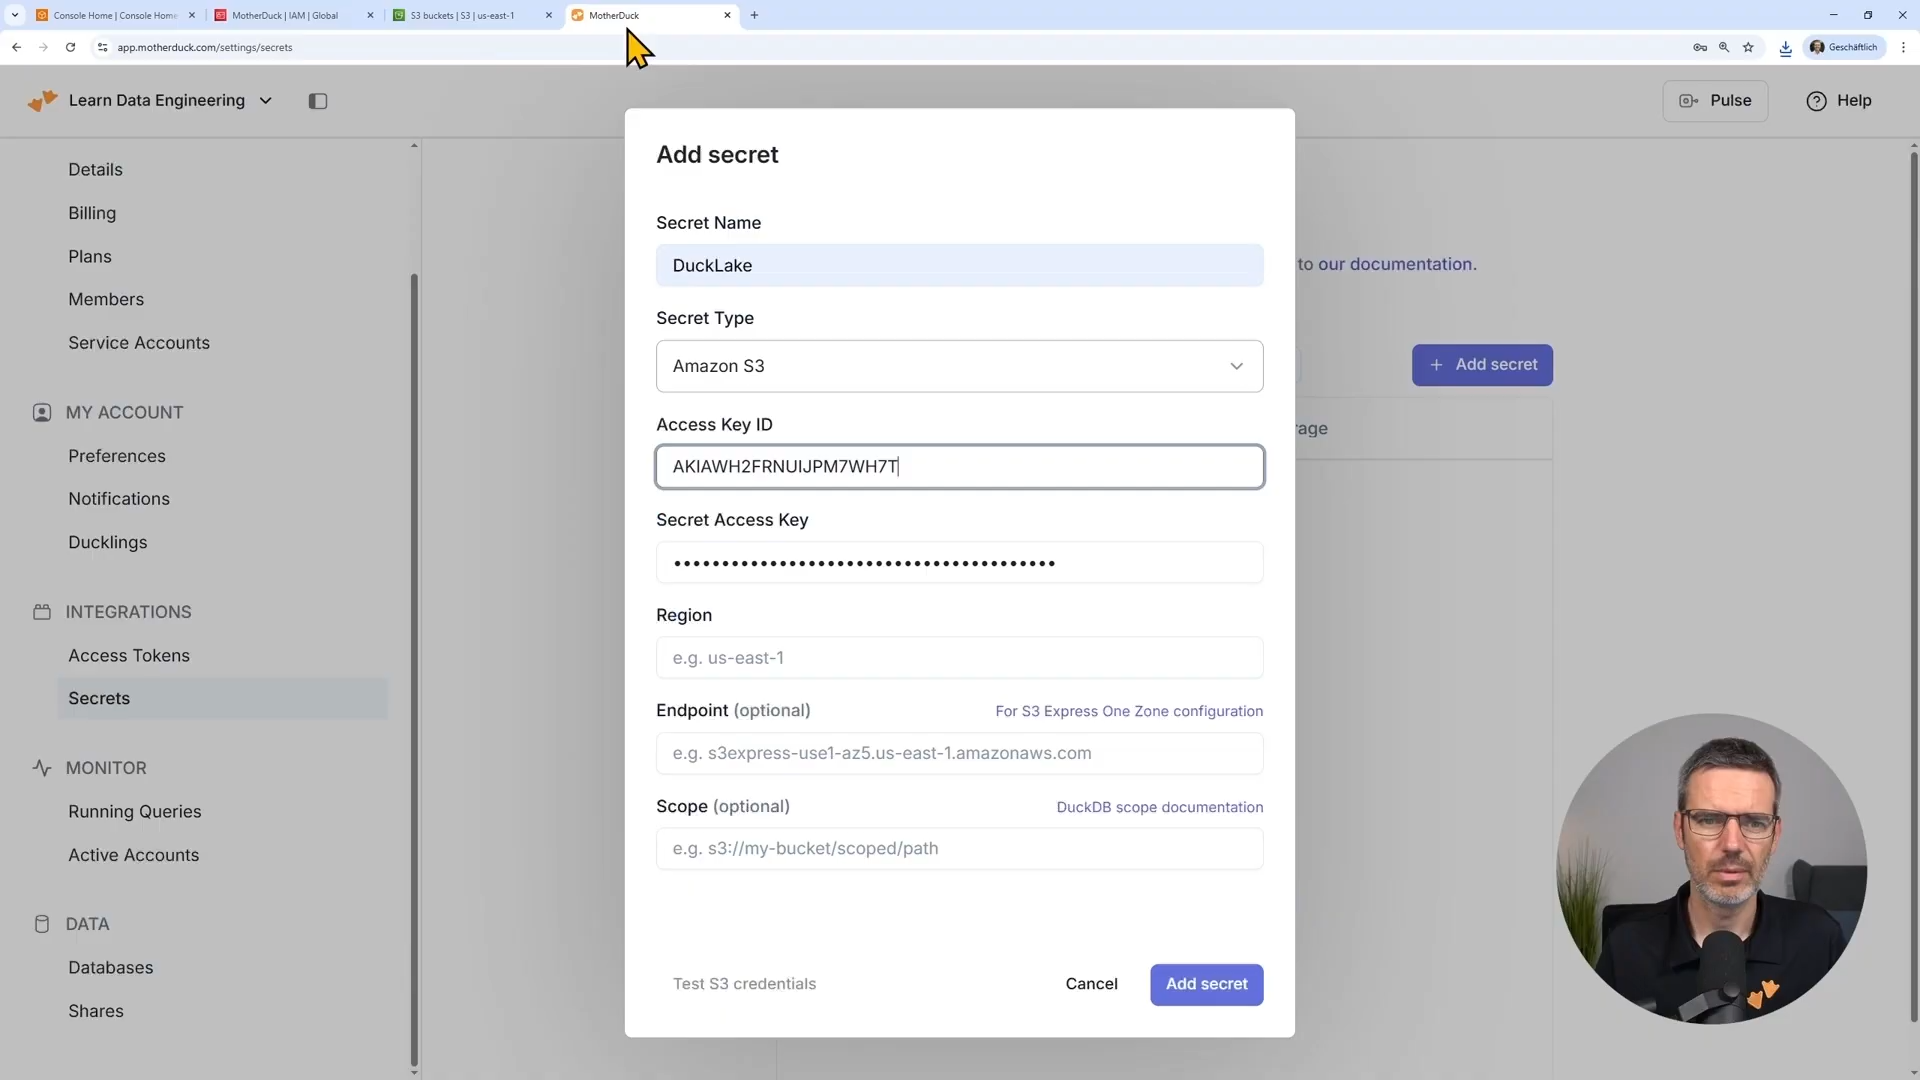 Console Home | Console Home
MotherDuck | IAM | Global
S3 buckets | S3 | us-east-1
MotherDuck
app.motherduck.com/settings/secrets
Geschäftlich
Learn Data Engineering
Pulse
Help
Details
Billing
Plans
Members
Service Accounts
MY ACCOUNT
Preferences
Notifications
Ducklings
INTEGRATIONS
Access Tokens
Secrets
MONITOR
Running Queries
Active Accounts
DATA
Databases
Shares
to our documentation.
+ Add secret
rage
Add secret
Secret Name
DuckLake
Secret Type
Amazon S3
Access Key ID
AKIAWH2FRNUIJPM7WH7T
Secret Access Key
••••••••••••••••••••••••••••••••••••••••
Region
e.g. us-east-1
Endpoint (optional)
For S3 Express One Zone configuration
e.g. s3express-use1-az5.us-east-1.amazonaws.com
Scope (optional)
DuckDB scope documentation
e.g. s3://my-bucket/scoped/path
Test S3 credentials
Cancel
Add secret